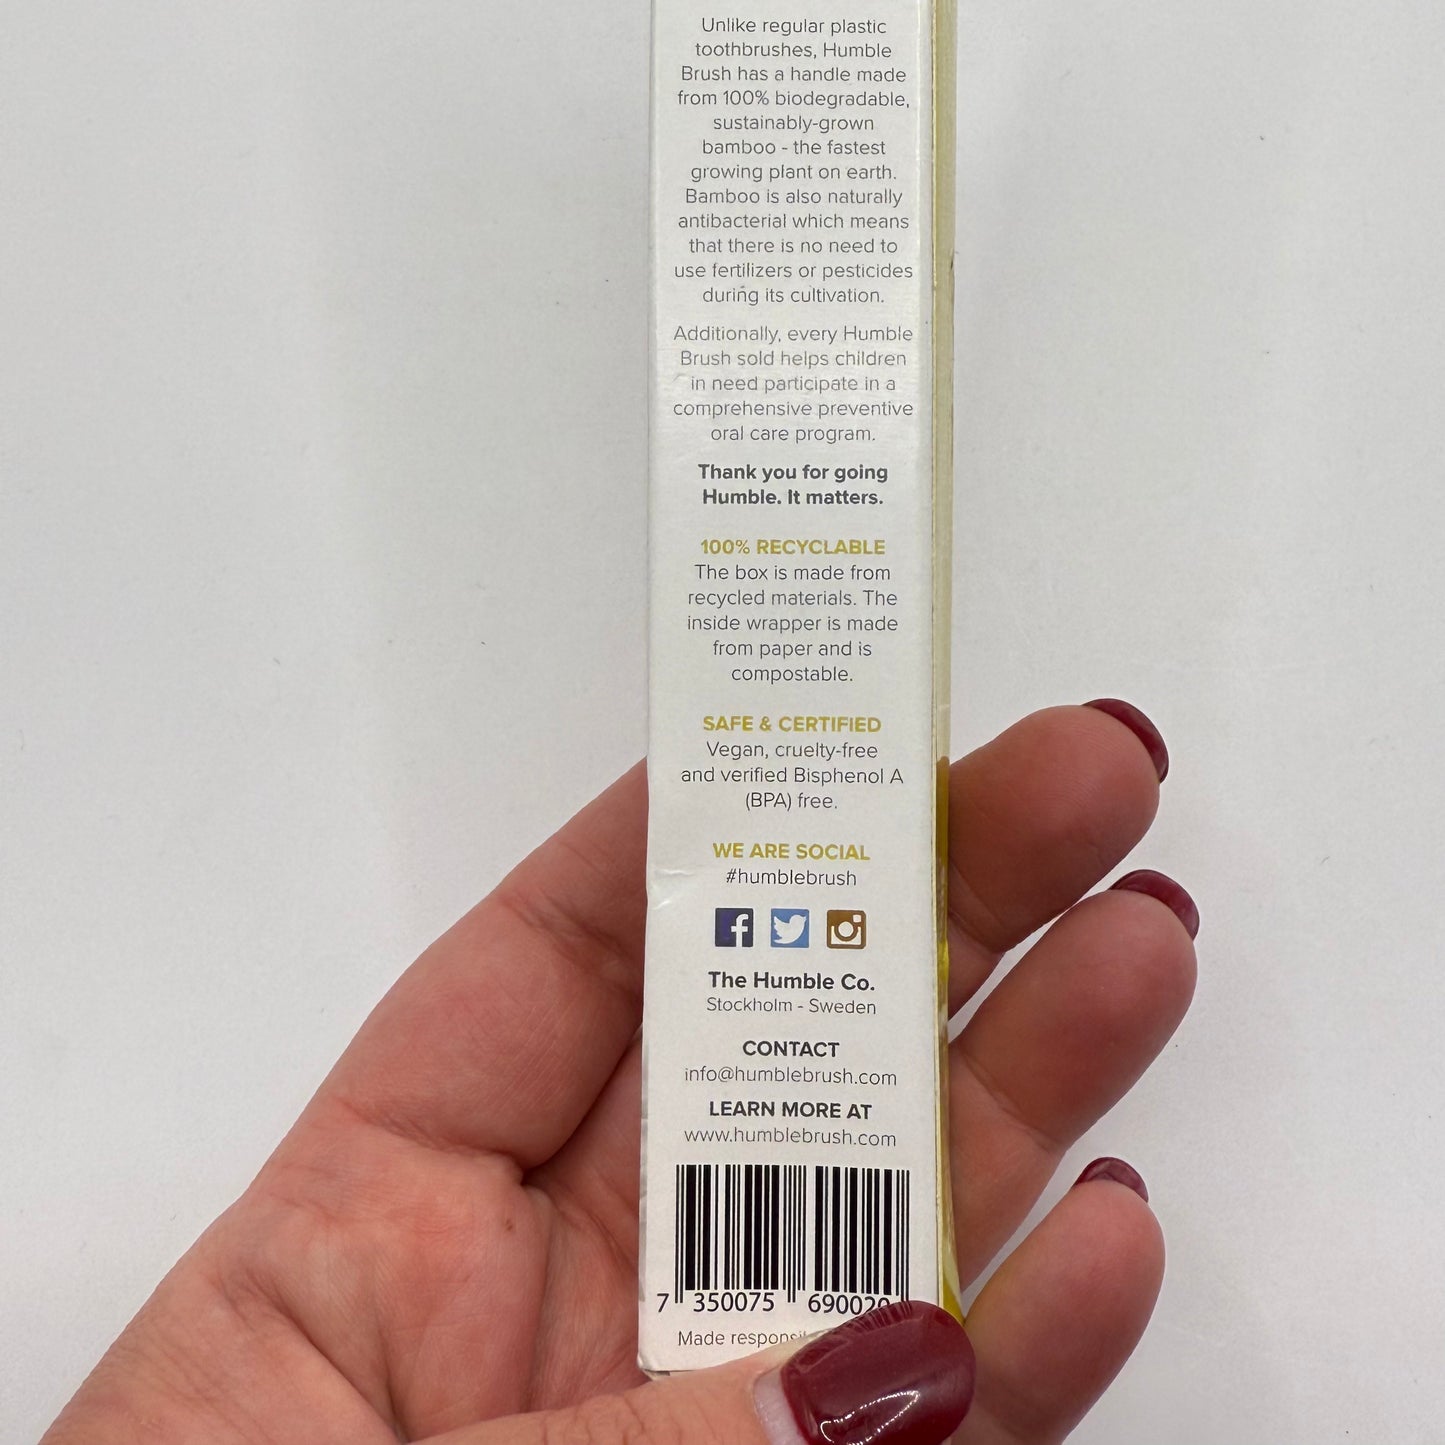 Unlike regular plastic
toothbrushes, Humble
Brush has a handle made
from 100% biodegradable,
sustainably-grown
bamboo - the fastest
growing plant on earth.
Bamboo is also naturally
antibacterial which means
that there is no need to
use fertilizers or pesticides
during its cultivation.
Additionally, every Humble
Brush sold helps children
in need participate in a
comprehensive preventive
oral care program.
Thank you for going
Humble. It matters.
100% RECYCLABLE
The box is made from
recycled materials. The
inside wrapper is made
from paper and is
compostable.
SAFE & CERTIFIED
Vegan, cruelty-free
and verified Bisphenol A
(BPA) free.
WE ARE SOCIAL
#humblebrush
The Humble Co.
Stockholm - Sweden
CONTACT
info@humblebrush.com
LEARN MORE AT
www.humblebrush.com
7 350075 690020
Made